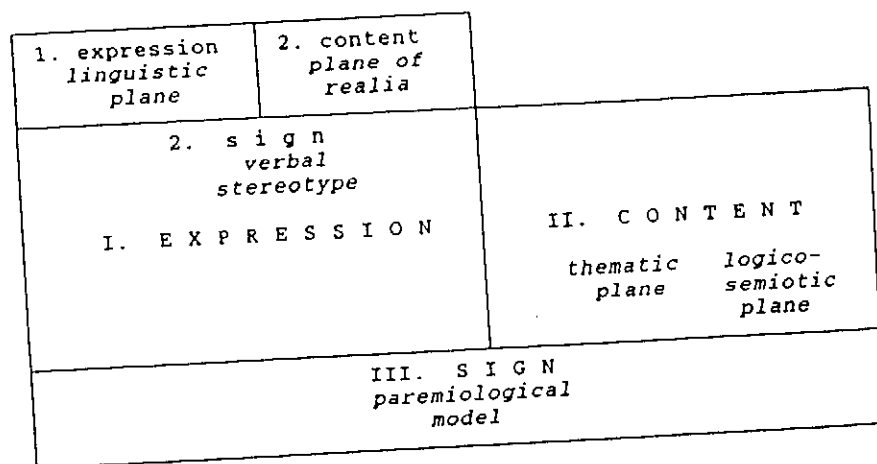 1. expression
linguistic
plane
2. content
plane of
realia
2. s i g n
verbal
stereotype
I. E X P R E S S I O N
II. C O N T E N T
thematic
plane
logico-
semiotic
plane
III. S I G N
paremiological
model